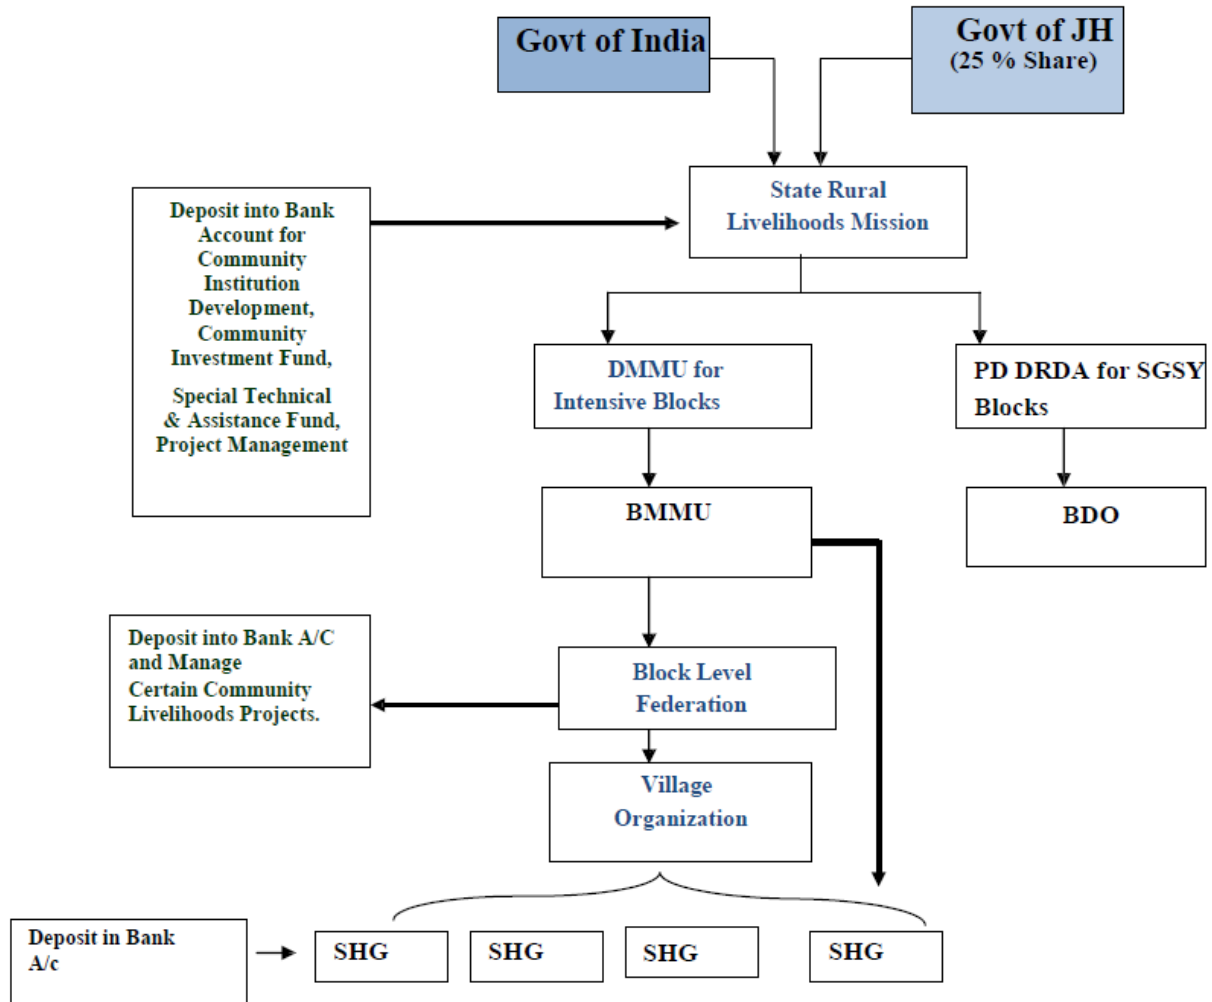 Govt of India
Govt of JH
(25 % Share)
State Rural
Livelihoods Mission
Deposit into Bank
Account for
Community
Institution
Development,
Community
Investment Fund,
Special Technical
& Assistance Fund,
Project Management
DMMU for
Intensive Blocks
PD DRDA for SGSY
Blocks
BMMU
BDO
Deposit into Bank A/C
and Manage
Certain Community
Livelihoods Projects.
Block Level
Federation
Village
Organization
Deposit in Bank
A/c
SHG
SHG
SHG
SHG